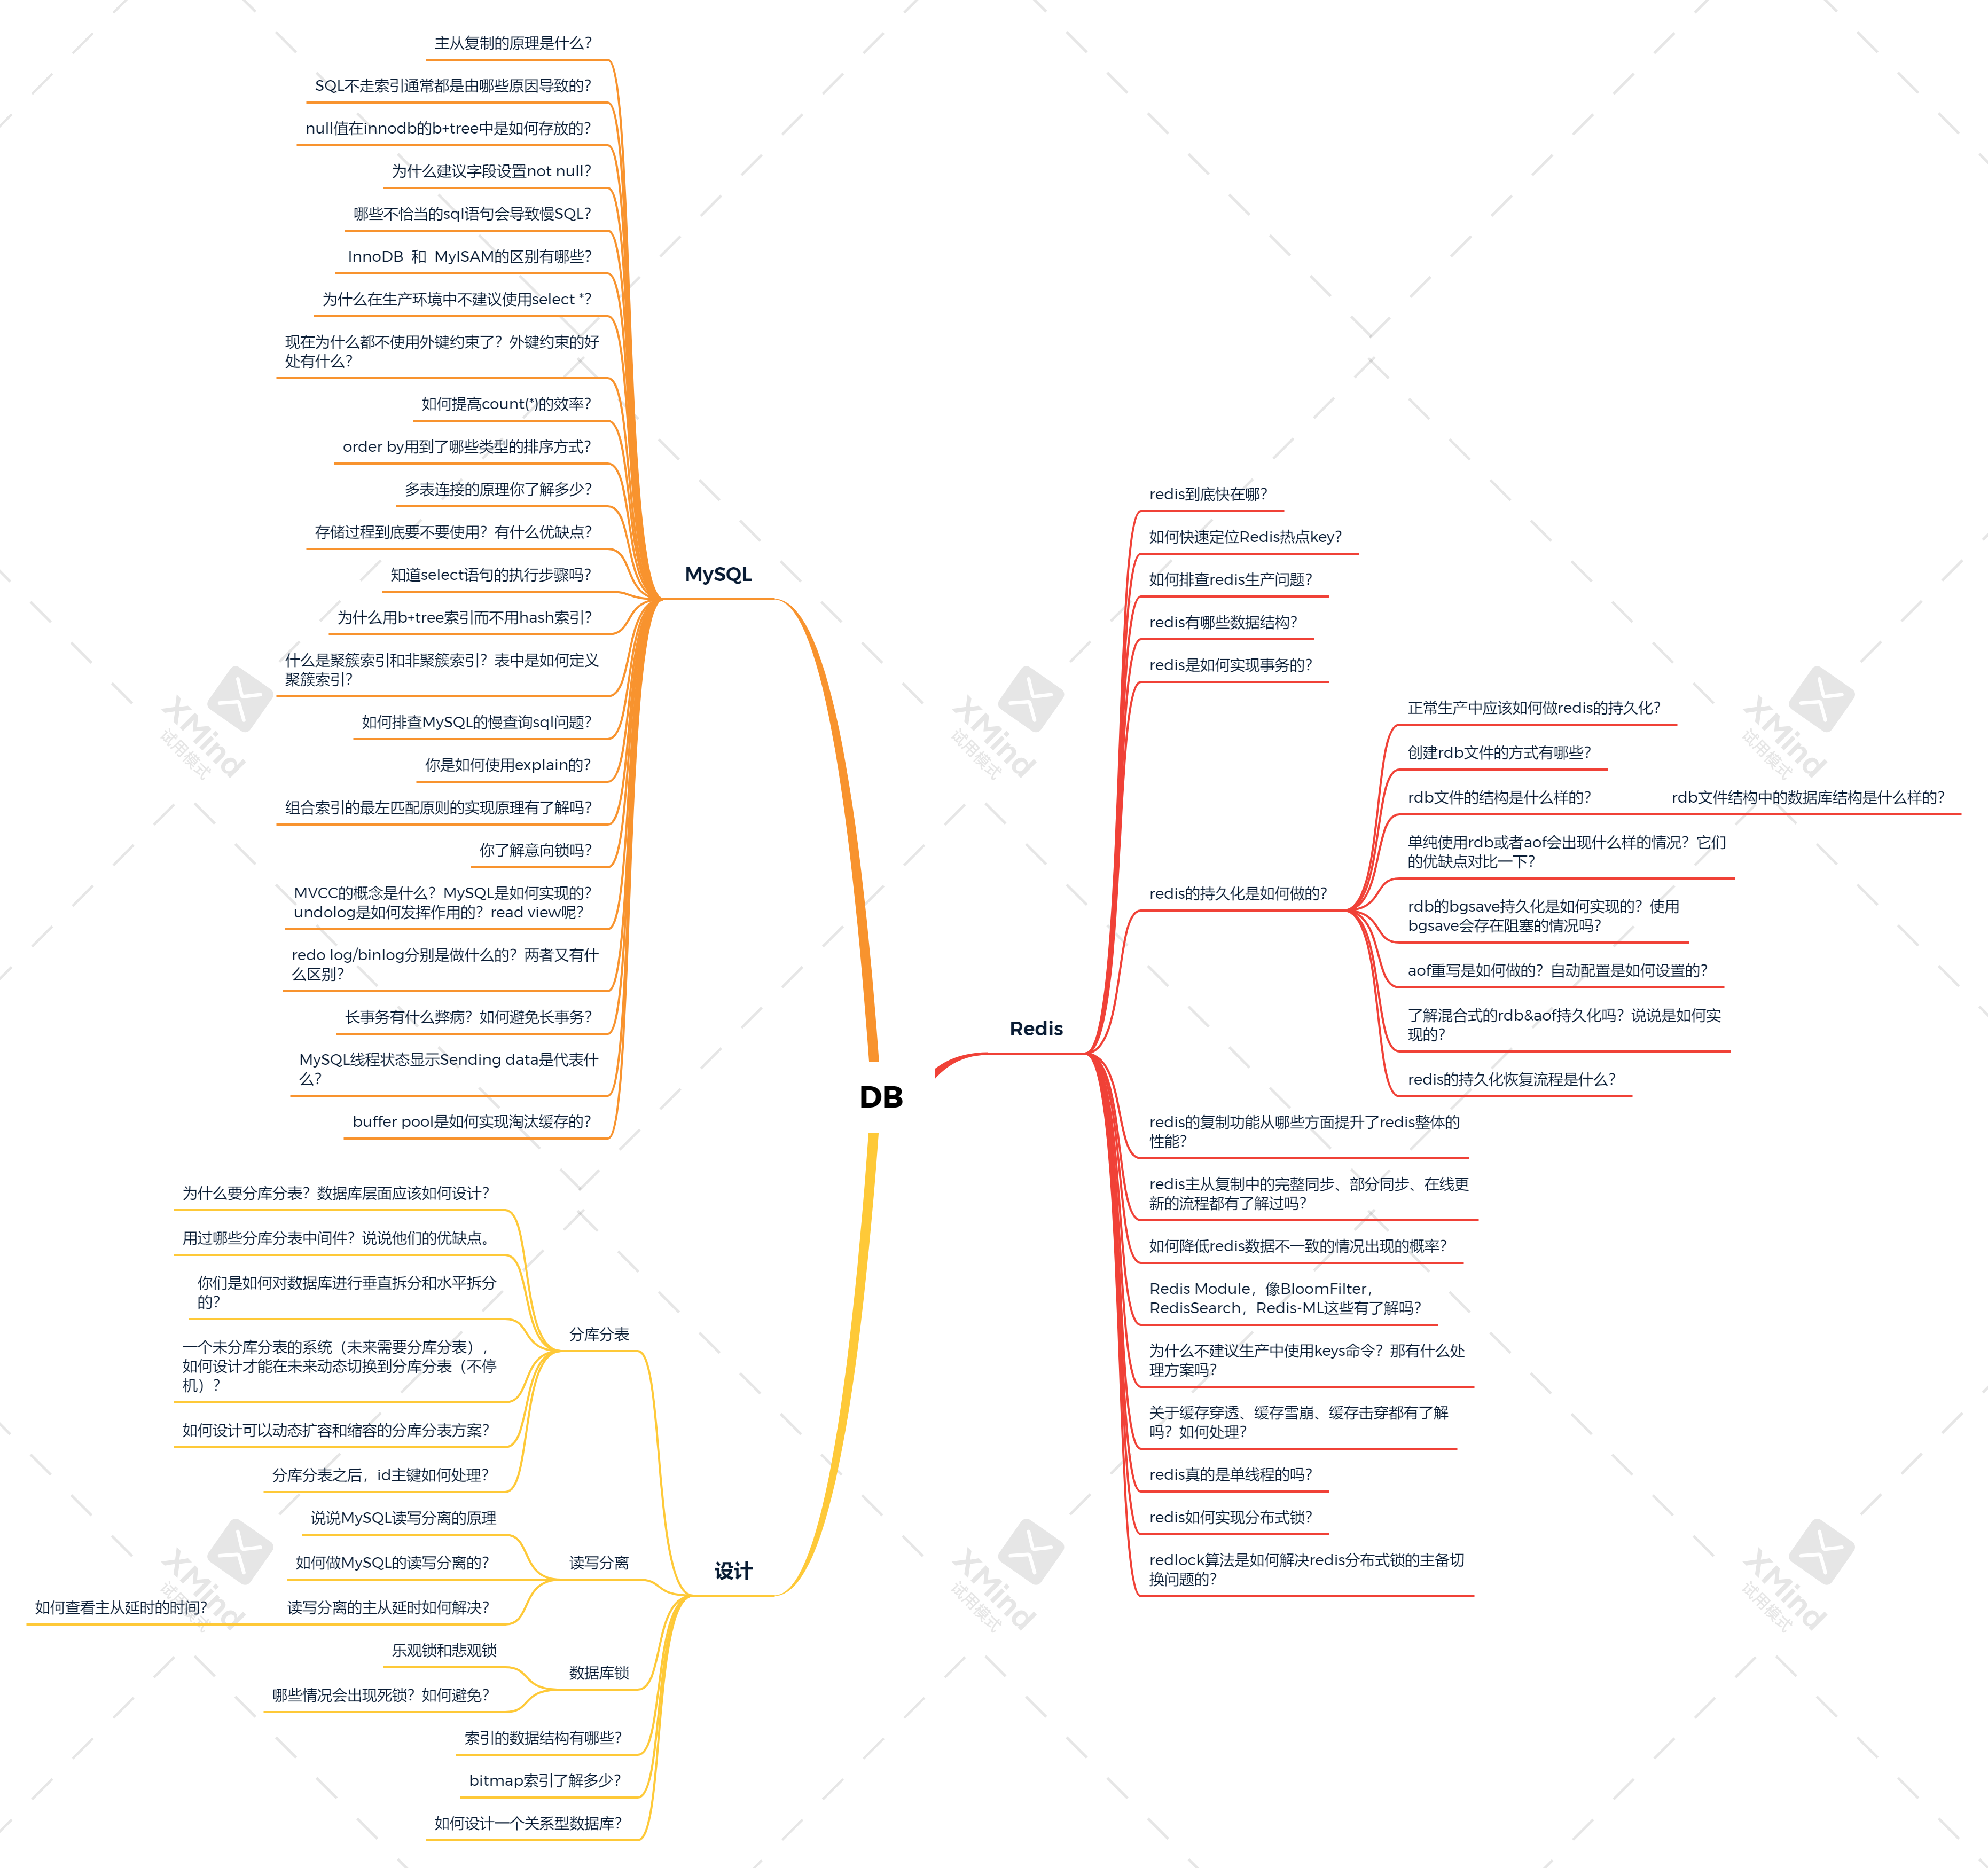 主从复制的原理是什么？
SQL不走索引通常都是由哪些原因导致的？
null值在innodb的b+tree中是如何存放的？
为什么建议字段设置not null？
哪些不恰当的sql语句会导致慢SQL？
InnoDB 和 MyISAM的区别有哪些？
为什么在生产环境中不建议使用select *？
现在为什么都不使用外键约束了？外键约束的好
处有什么？
如何提高count(*)的效率？
order by用到了哪些类型的排序方式？
多表连接的原理你了解多少？
存储过程到底要不要使用？有什么优缺点？
知道select语句的执行步骤吗？
为什么用b+tree索引而不用hash索引？
什么是聚簇索引和非聚簇索引？表中是如何定义
聚簇索引？
如何排查MySQL的慢查询sql问题？
你是如何使用explain的？
组合索引的最左匹配原则的实现原理有了解吗？
你了解意向锁吗？
MVCC的概念是什么？MySQL是如何实现的？
undolog是如何发挥作用的？read view呢？
redo log/binlog分别是做什么的？两者又有什
么区别？
长事务有什么弊病？如何避免长事务？
MySQL线程状态显示Sending data是代表什
么？
buffer pool是如何实现淘汰缓存的？
MySQL
DB
为什么要分库分表？数据库层面应该如何设计？
用过哪些分库分表中间件？说说他们的优缺点。
你们是如何对数据库进行垂直拆分和水平拆分
的？
一个未分库分表的系统（未来需要分库分表），
如何设计才能在未来动态切换到分库分表（不停
机）？
如何设计可以动态扩容和缩容的分库分表方案？
分库分表之后，id主键如何处理？
分库分表
说说MySQL读写分离的原理
如何做MySQL的读写分离的？
读写分离的主从延时如何解决？
如何查看主从延时的时间？
读写分离
乐观锁和悲观锁
哪些情况会出现死锁？如何避免？
数据库锁
索引的数据结构有哪些？
bitmap索引了解多少？
如何设计一个关系型数据库？
设计
Redis
redis到底快在哪？
如何快速定位Redis热点key？
如何排查redis生产问题？
redis有哪些数据结构？
redis是如何实现事务的？
redis的持久化是如何做的？
正常生产中应该如何做redis的持久化？
创建rdb文件的方式有哪些？
rdb文件的结构是什么样的？
rdb文件结构中的数据库结构是什么样的？
单纯使用rdb或者aof会出现什么样的情况？它们
的优缺点对比一下？
rdb的bgsave持久化是如何实现的？使用
bgsave会存在阻塞的情况吗？
aof重写是如何做的？自动配置是如何设置的？
了解混合式的rdb&aof持久化吗？说说是如何实
现的？
redis的持久化恢复流程是什么？
redis的复制功能从哪些方面提升了redis整体的
性能？
redis主从复制中的完整同步、部分同步、在线更
新的流程都有了解过吗？
如何降低redis数据不一致的情况出现的概率？
Redis Module，像BloomFilter，
RedisSearch，Redis-ML这些有了解吗？
为什么不建议生产中使用keys命令？那有什么处
理方案吗？
关于缓存穿透、缓存雪崩、缓存击穿都有了解
吗？如何处理？
redis真的是单线程的吗？
redis如何实现分布式锁？
redlock算法是如何解决redis分布式锁的主备切
换问题的？
XMind
试用模式
XMind
试用模式
XMind
试用模式
XMind
试用模式
XMind
试用模式
XMind
试用模式